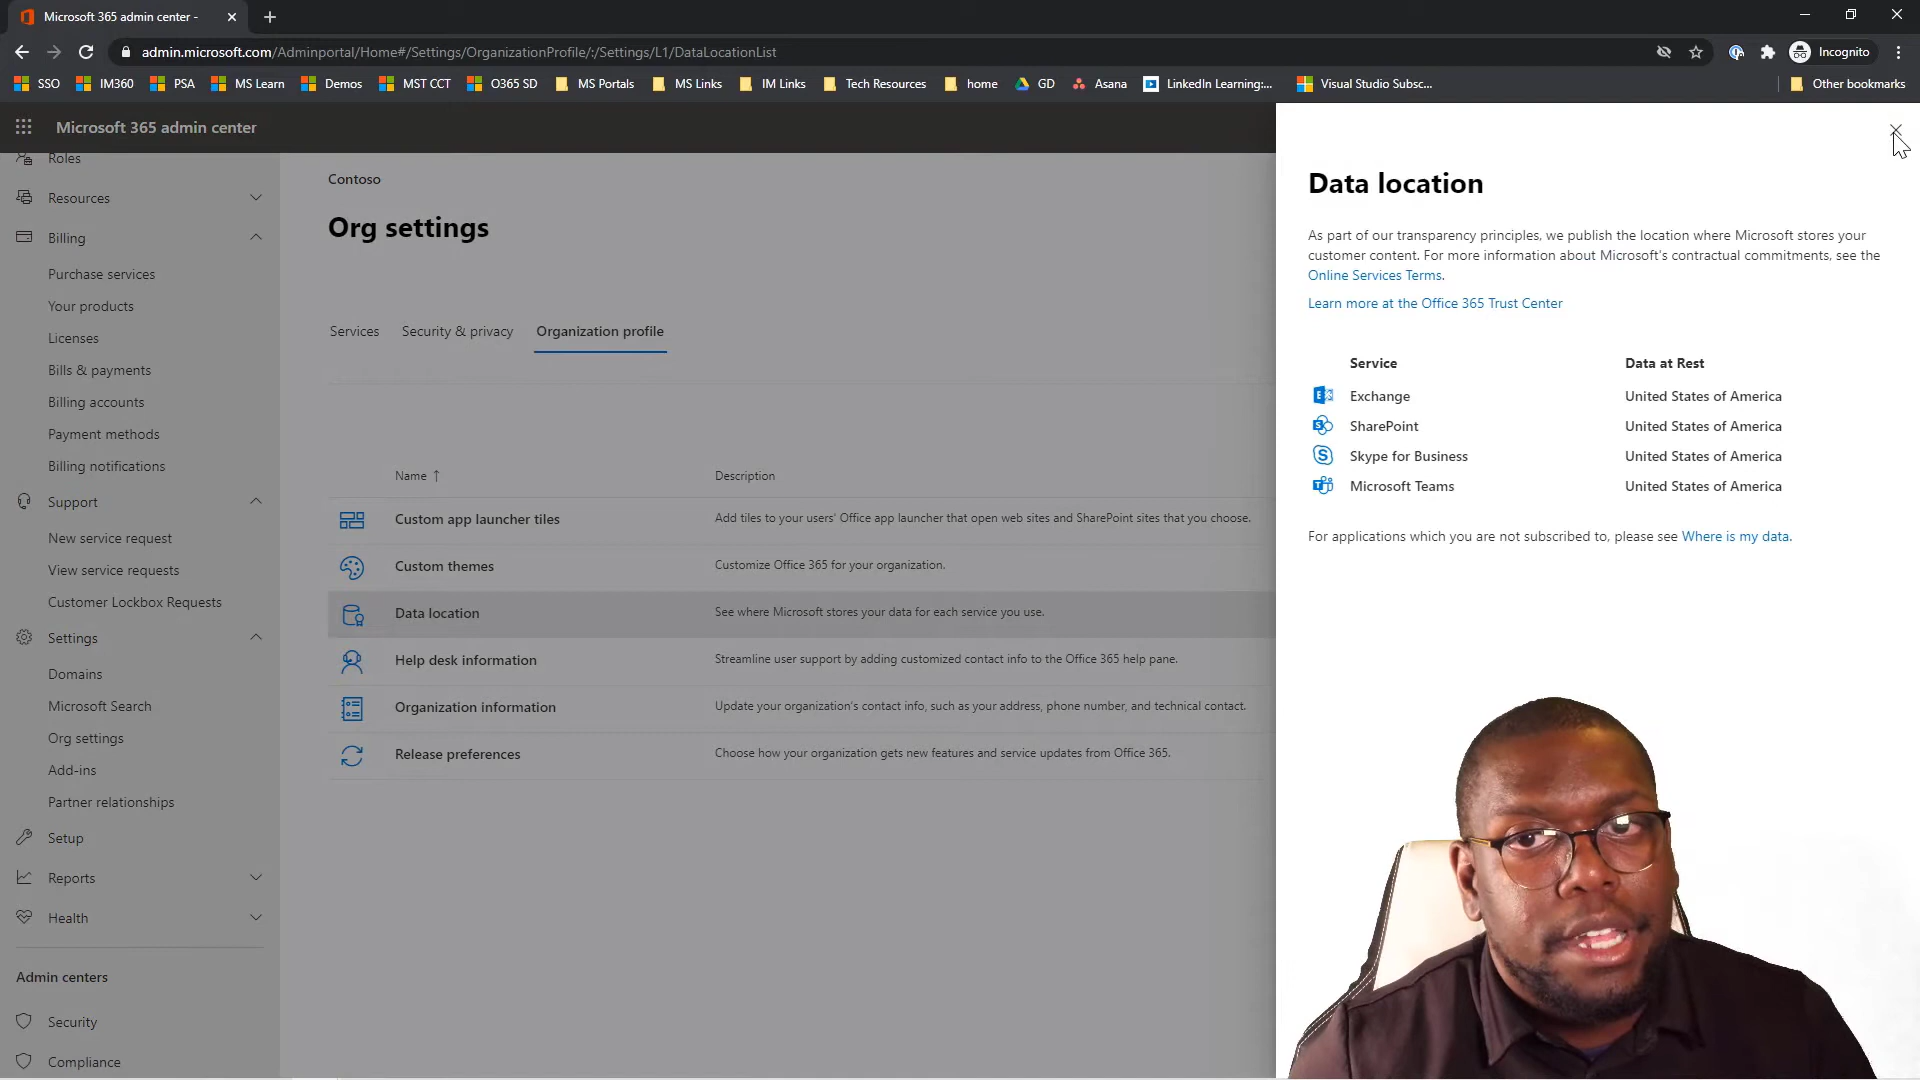 Microsoft 365 admin center -
admin.microsoft.com/Adminportal/Home#/Settings/OrganizationProfile/:/Settings/L1/DataLocationList
Incognito
SSO
IM360
PSA
MS Learn
Demos
MST CCT
O365 SD
MS Portals
MS Links
IM Links
Tech Resources
home
GD
Asana
LinkedIn Learning:...
Visual Studio Subsc...
Other bookmarks
Microsoft 365 admin center
Roles
Resources
Billing
Purchase services
Your products
Licenses
Bills & payments
Billing accounts
Payment methods
Billing notifications
Support
New service request
View service requests
Customer Lockbox Requests
Settings
Domains
Microsoft Search
Org settings
Add-ins
Partner relationships
Setup
Reports
Health
Admin centers
Security
Compliance
Contoso
Org settings
Services
Security & privacy
Organization profile
Name ↑
Description
Custom app launcher tiles
Add tiles to your users' Office app launcher that open web sites and SharePoint sites that you choose.
Custom themes
Customize Office 365 for your organization.
Data location
See where Microsoft stores your data for each service you use.
Help desk information
Streamline user support by adding customized contact info to the Office 365 help pane.
Organization information
Update your organization's contact info, such as your address, phone number, and technical contact.
Release preferences
Choose how your organization gets new features and service updates from Office 365.
Data location
As part of our transparency principles, we publish the location where Microsoft stores your
customer content. For more information about Microsoft's contractual commitments, see the
Online Services Terms.
Learn more at the Office 365 Trust Center
Service
Data at Rest
Exchange
United States of America
SharePoint
United States of America
Skype for Business
United States of America
Microsoft Teams
United States of America
For applications which you are not subscribed to, please see Where is my data.